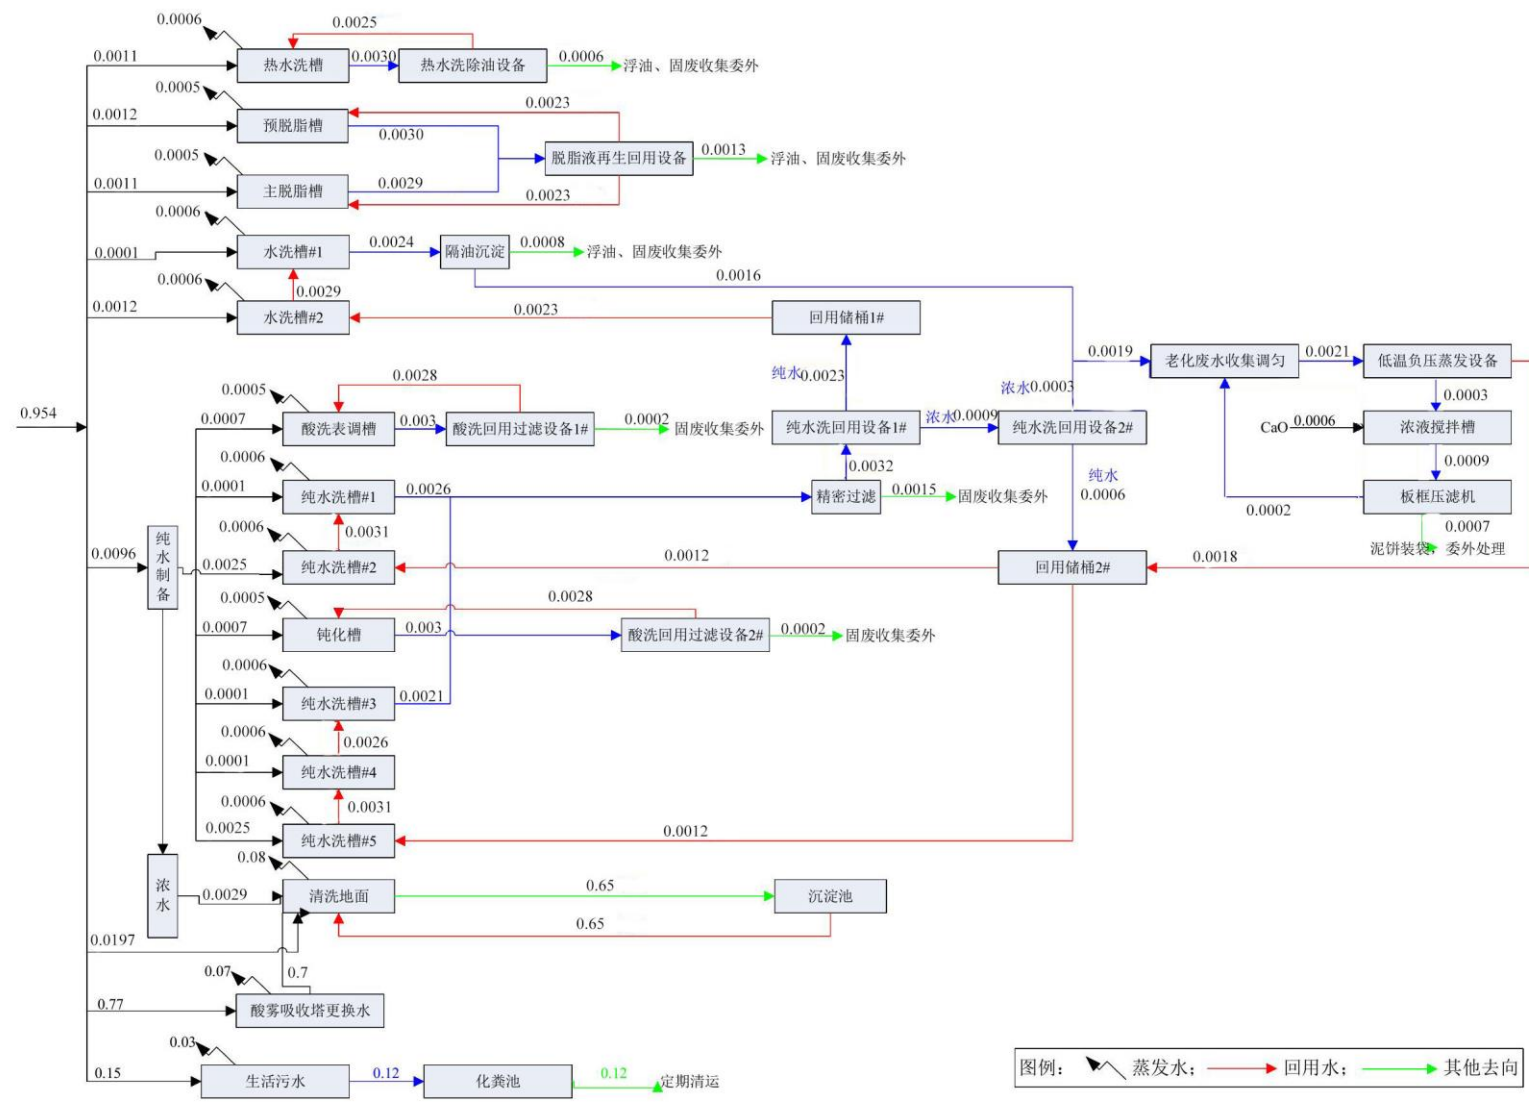 0.0006
0.0025
0.0011
热水洗槽
0.0030
热水洗除油设备
0.0006
浮油、固废收集委外
0.0005
0.0023
0.0012
预脱脂槽
0.0030
脱脂液再生回用设备
0.0013
浮油、固废收集委外
0.0005
0.0011
主脱脂槽
0.0029
0.0023
0.0006
0.0001
水洗槽#1
0.0024
隔油沉淀
0.0008
浮油、固废收集委外
0.0016
0.0006
0.0029
0.0012
水洗槽#2
0.0023
回用储桶1#
0.0019
老化废水收集调匀
0.0021
低温负压蒸发设备
纯水0.0023
浓水0.0003
0.0003
0.0005
0.0028
0.954
0.0007
酸洗表调槽
0.003
酸洗回用过滤设备1#
0.0002
固废收集委外
纯水洗回用设备1#
浓水0.0009
纯水洗回用设备2#
CaO 0.0006
浓液搅拌槽
0.0006
0.0032
0.0009
0.0001
纯水洗槽#1
0.0026
精密过滤
0.0015
固废收集委外
纯水
0.0006
0.0002
板框压滤机
0.0007
泥饼装袋，委外处理
0.0006
0.0031
0.0096
纯水制备
0.0025
纯水洗槽#2
0.0012
回用储桶2#
0.0018
0.0005
0.0028
0.0007
钝化槽
0.003
酸洗回用过滤设备2#
0.0002
固废收集委外
0.0006
0.0001
纯水洗槽#3
0.0021
0.0006
0.0026
0.0001
纯水洗槽#4
0.0006
0.0031
0.0025
纯水洗槽#5
0.0012
0.08
浓水
0.0029
清洗地面
0.65
沉淀池
0.65
0.0197
0.07
0.7
0.77
酸雾吸收塔更换水
0.03
0.15
生活污水
0.12
化粪池
0.12
定期清运
图例：
蒸发水；
回用水；
其他去向